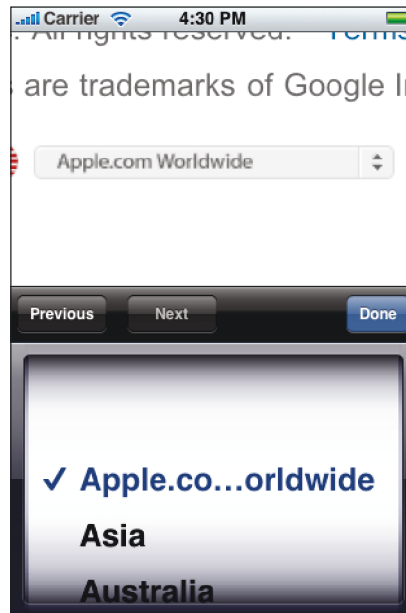 Carrier 4:30 PM
. All rights reserved. Terms
are trademarks of Google I
Apple.com Worldwide
Previous Next Done
✓ Apple.co...orldwide
Asia
Australia